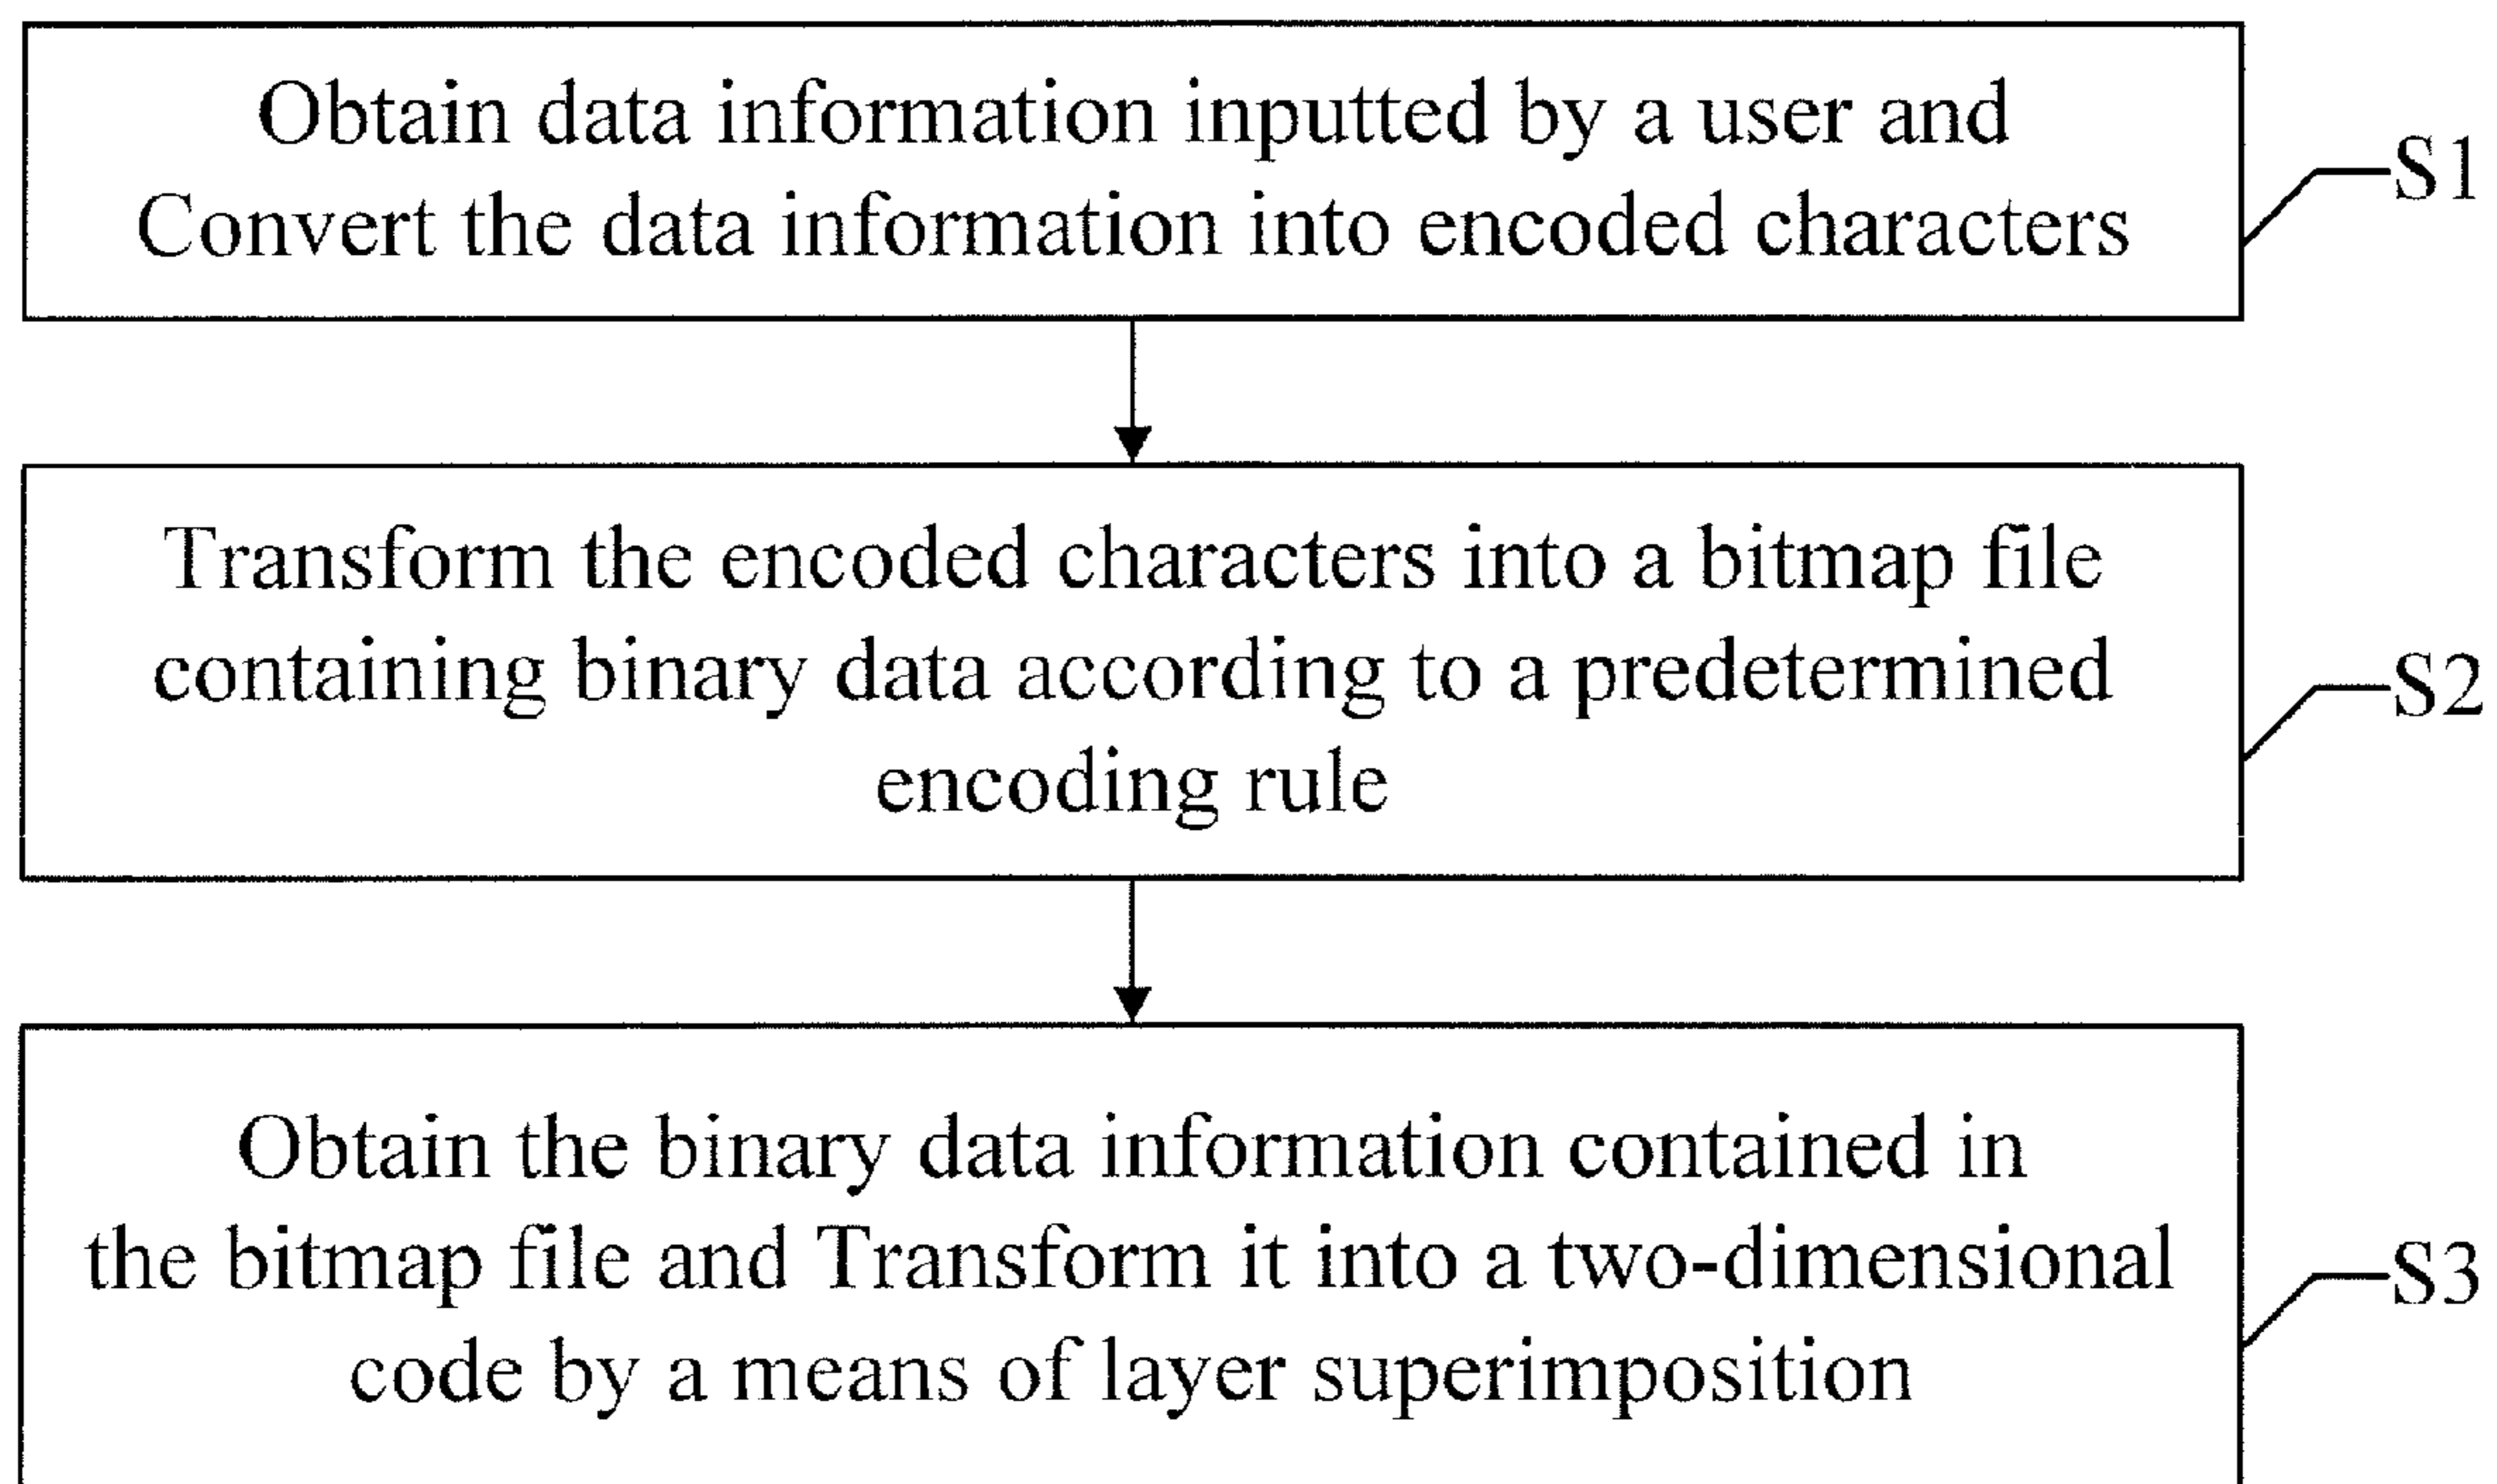 Obtain data information inputted by a user and
Convert the data information into encoded characters
S1
Transform the encoded characters into a bitmap file
containing binary data according to a predetermined
encoding rule
S2
Obtain the binary data information contained in
the bitmap file and Transform it into a two-dimensional
code by a means of layer superimposition
S3